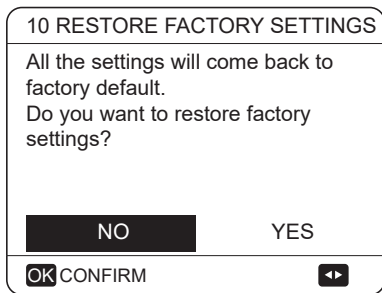 10 RESTORE FACTORY SETTINGS
All the settings will come back to
factory default.
Do you want to restore factory
settings?
NO YES
OK CONFIRM